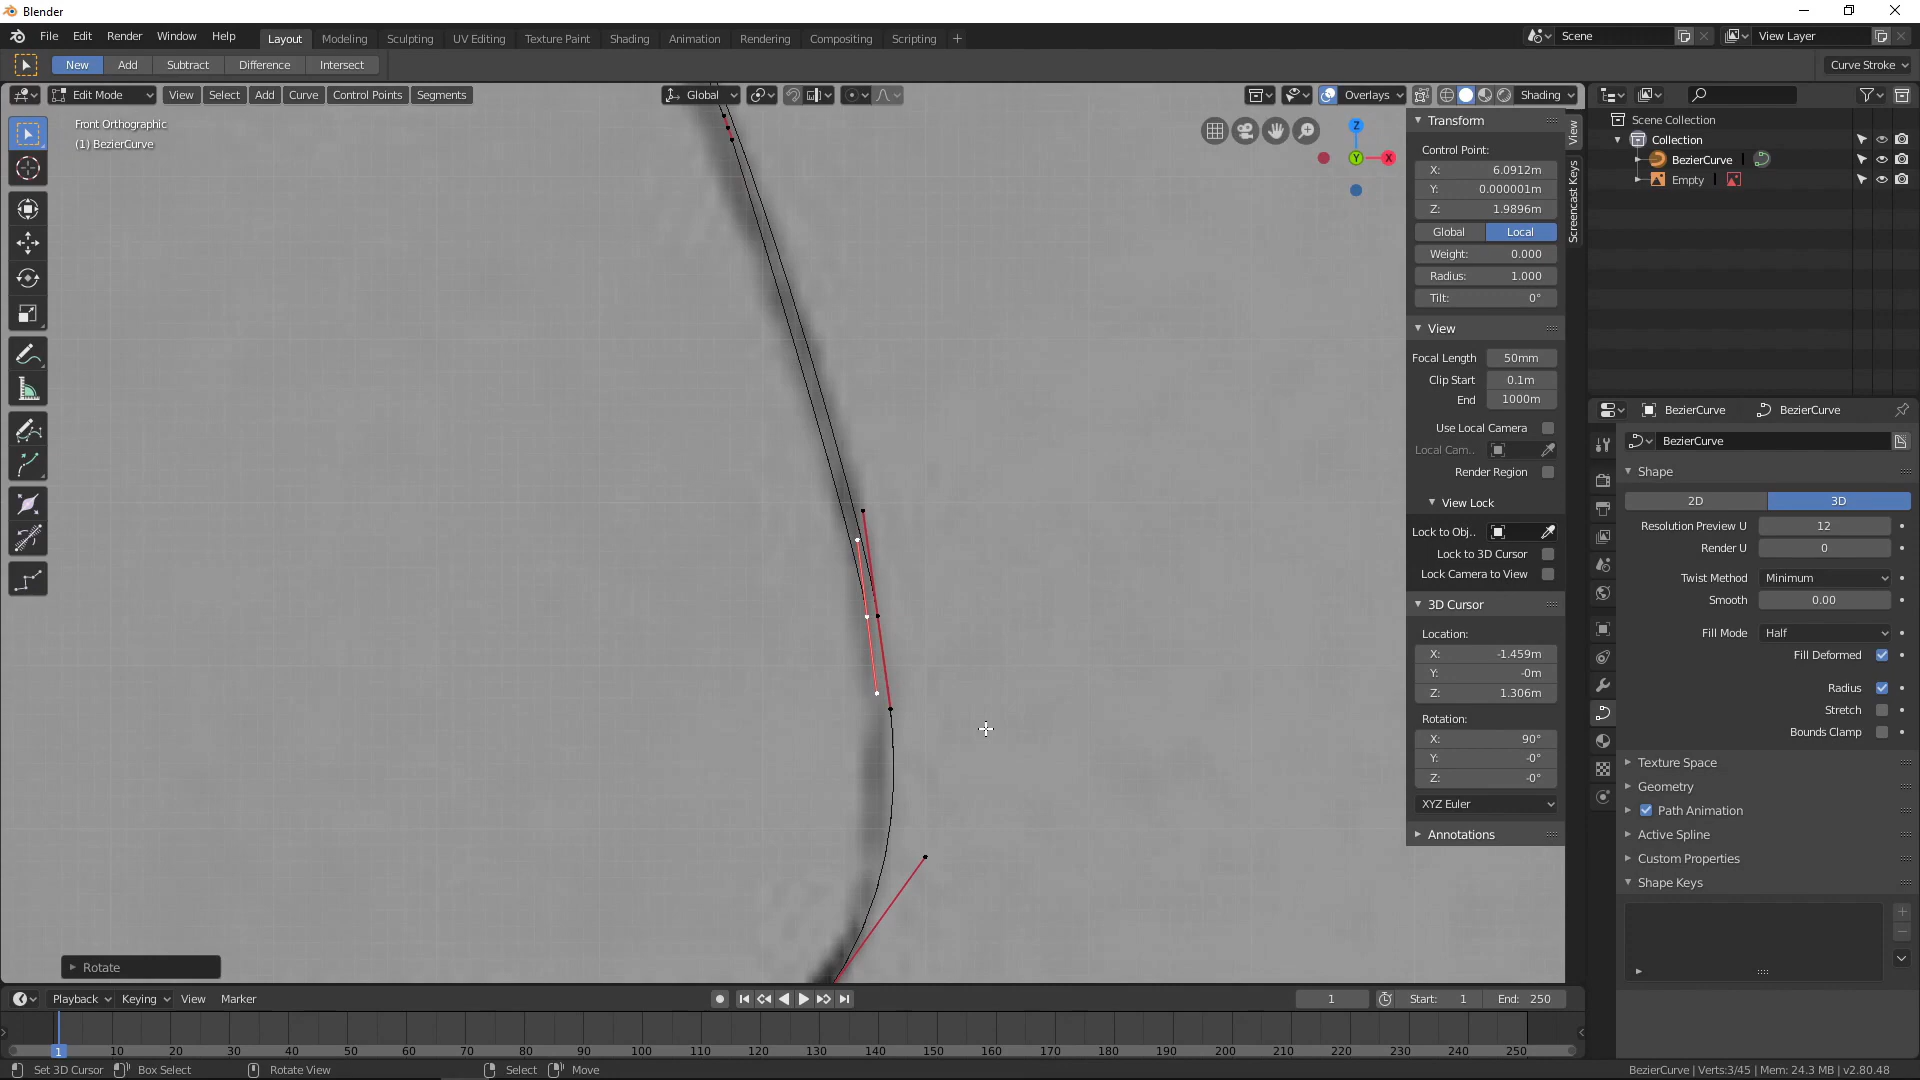 Blender
File Edit Render Window Help Layout Modeling Sculpting UV Editing Texture Paint Shading Animation Rendering Compositing Scripting + Scene View Layer
New Add Subtract Difference Intersect Curve Stroke
Edit Mode View Select Add Curve Control Points Segments Global Overlays Shading
Front Orthographic
(1) BezierCurve
Z
Y X
Transform
Control Point:
X: 6.0912m
Y: 0.000001m
Z: 1.9896m
Global Local
Weight: 0.000
Radius: 1.000
Tilt: 0°
View
Focal Length 50mm
Clip Start 0.1m
End 1000m
Use Local Camera
Local Cam..
Render Region
View Lock
Lock to Obj..
Lock to 3D Cursor
Lock Camera to View
3D Cursor
Location:
X: -1.459m
Y: -0m
Z: 1.306m
Rotation:
X: 90°
Y: -0°
Z: -0°
XYZ Euler
Annotations
View
Screencast Keys
Scene Collection
Collection
BezierCurve
Empty
BezierCurve BezierCurve
BezierCurve
Shape
2D 3D
Resolution Preview U 12
Render U 0
Twist Method Minimum
Smooth 0.00
Fill Mode Half
Fill Deformed
Radius
Stretch
Bounds Clamp
Texture Space
Geometry
Path Animation
Active Spline
Custom Properties
Shape Keys
Rotate
Playback Keying View Marker 1 Start: 1 End: 250
1 10 20 30 40 50 60 70 80 90 100 110 120 130 140 150 160 170 180 190 200 210 220 230 240 250
Set 3D Cursor Box Select Rotate View Select Move BezierCurve | Verts:3/45 | Mem: 24.3 MB | v2.80.48